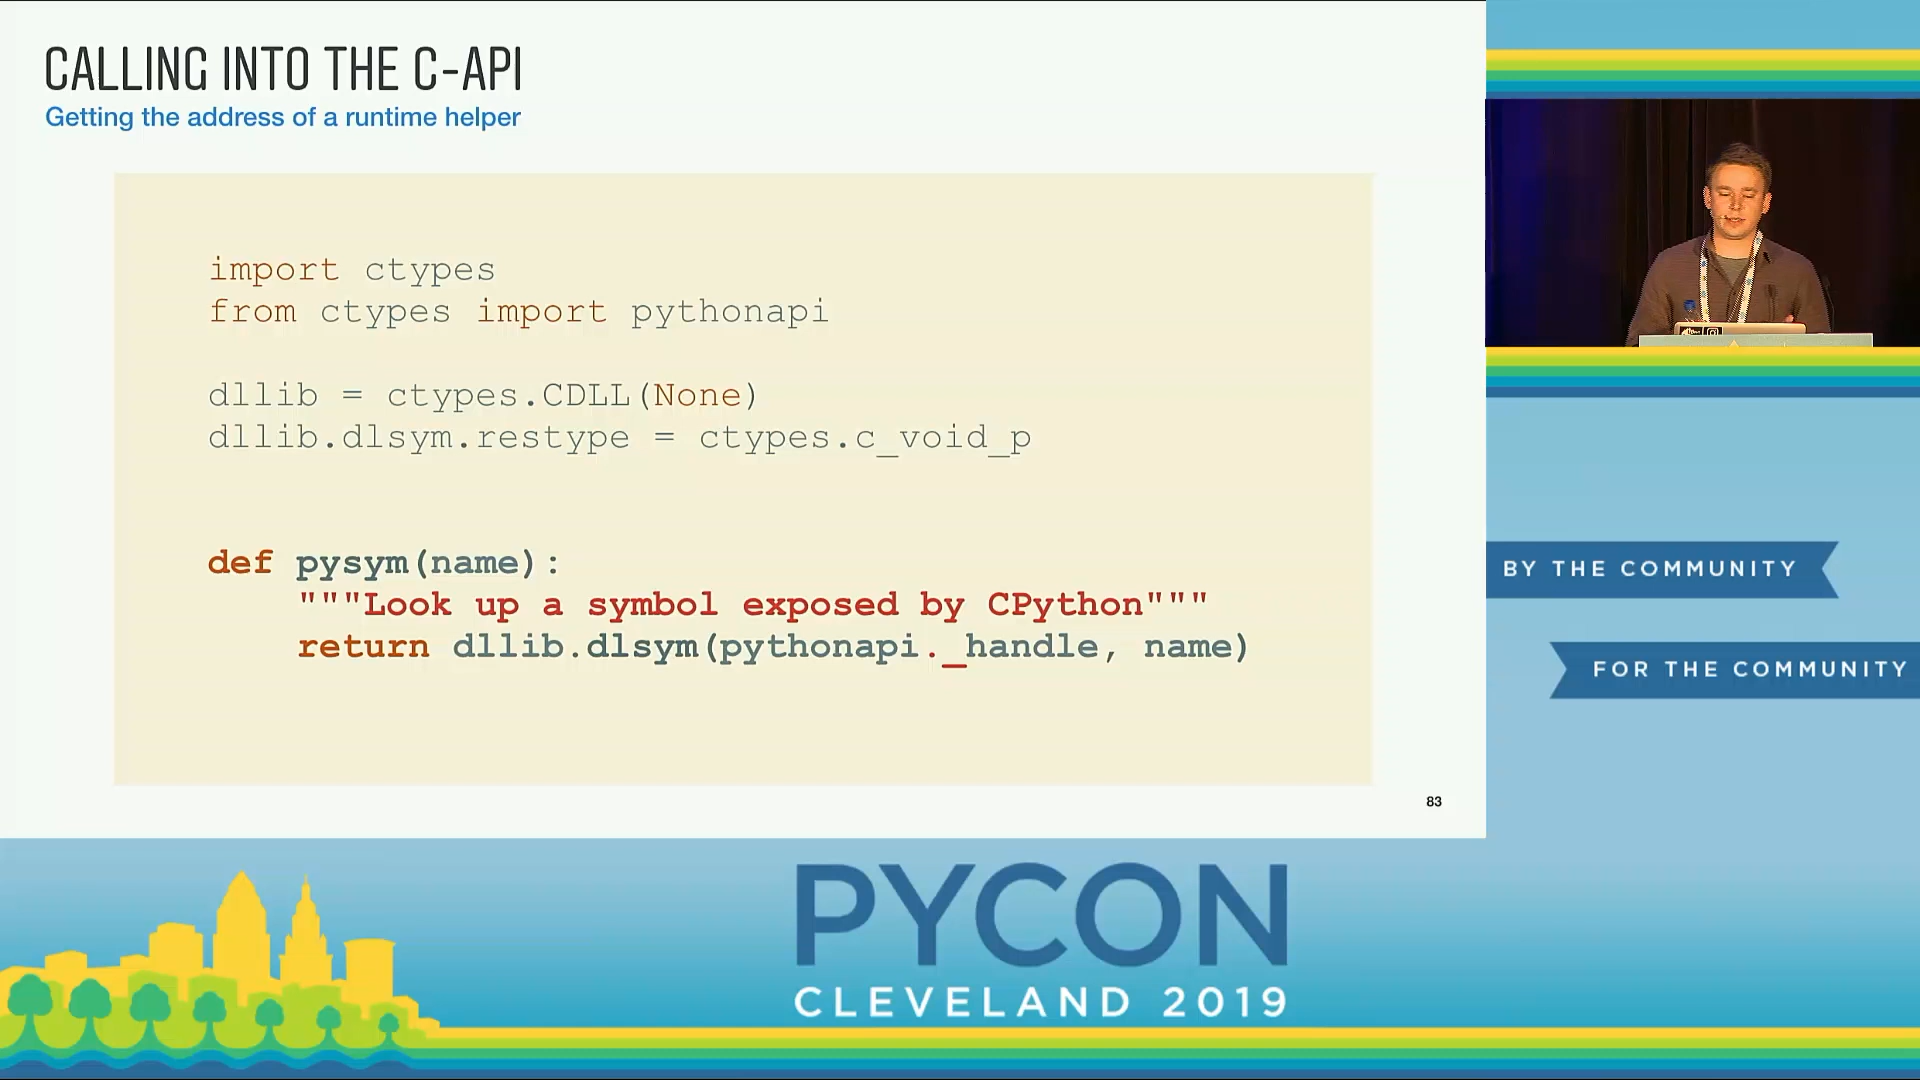 CALLING INTO THE C-API
Getting the address of a runtime helper
import ctypes
from ctypes import pythonapi
dllib = ctypes.CDLL(None)
dllib.dlsym.restype = ctypes.c_void_p
def pysym(name):
"""Look up a symbol exposed by CPython"""
return dllib.dlsym(pythonapi._handle, name)
83
BY THE COMMUNITY
FOR THE COMMUNITY
PYCON
CLEVELAND 2019